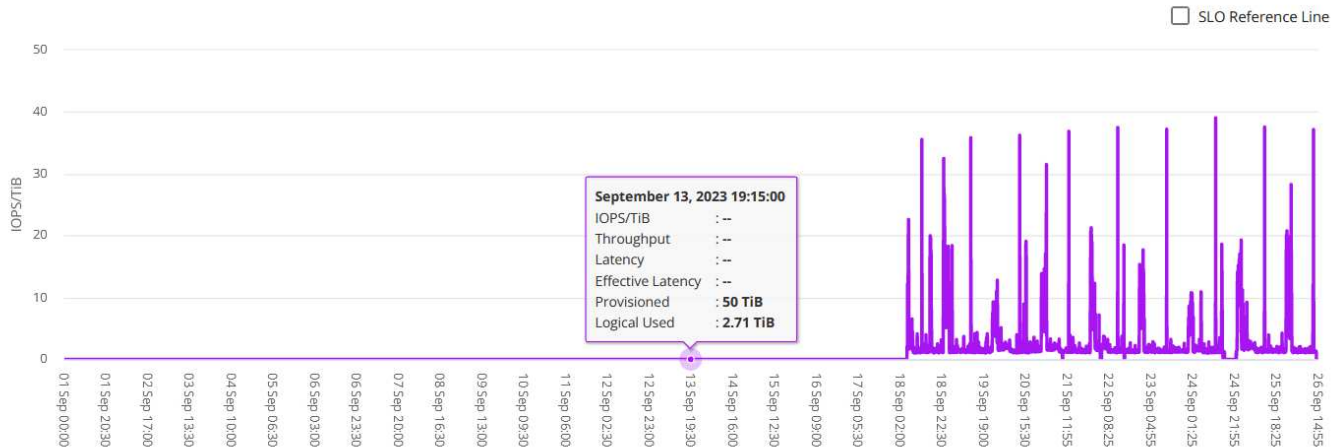 SLO Reference Line
50
40
30
20
10
0
IOPS/TiB
September 13, 2023 19:15:00
IOPS/TiB : --
Throughput : --
Latency : --
Effective Latency : --
Provisioned : 50 TiB
Logical Used : 2.71 TiB
01 Sep 00:00
01 Sep 20:30
02 Sep 17:00
03 Sep 13:30
04 Sep 10:00
05 Sep 06:30
06 Sep 03:00
06 Sep 23:30
07 Sep 20:00
08 Sep 16:30
09 Sep 13:00
10 Sep 09:30
11 Sep 06:00
12 Sep 02:30
12 Sep 23:00
13 Sep 19:30
14 Sep 16:00
15 Sep 12:30
16 Sep 09:00
17 Sep 05:30
18 Sep 02:00
18 Sep 22:30
19 Sep 19:00
20 Sep 15:30
21 Sep 11:55
22 Sep 08:25
23 Sep 04:55
24 Sep 01:25
24 Sep 21:55
25 Sep 18:25
26 Sep 14:55